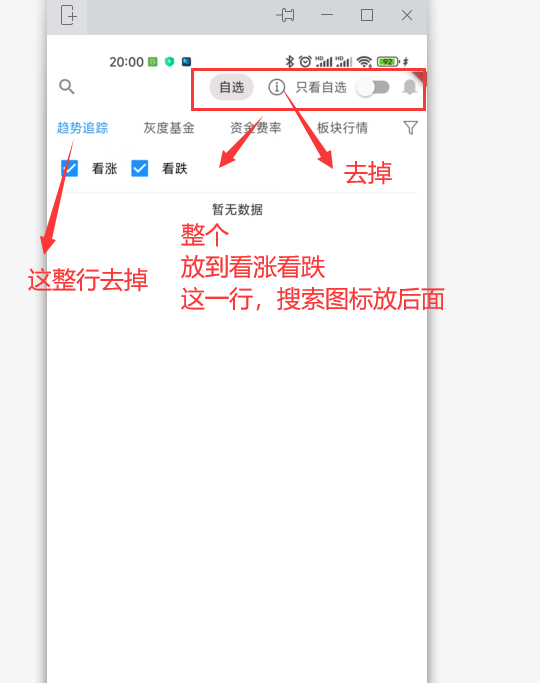 20:00 HD HD 92
自选 只看自选
趋势追踪 灰度基金 资金费率 板块行情
去掉
看涨 看跌
暂无数据
整个
放到看涨看跌
这一行，搜索图标放后面
这整行去掉